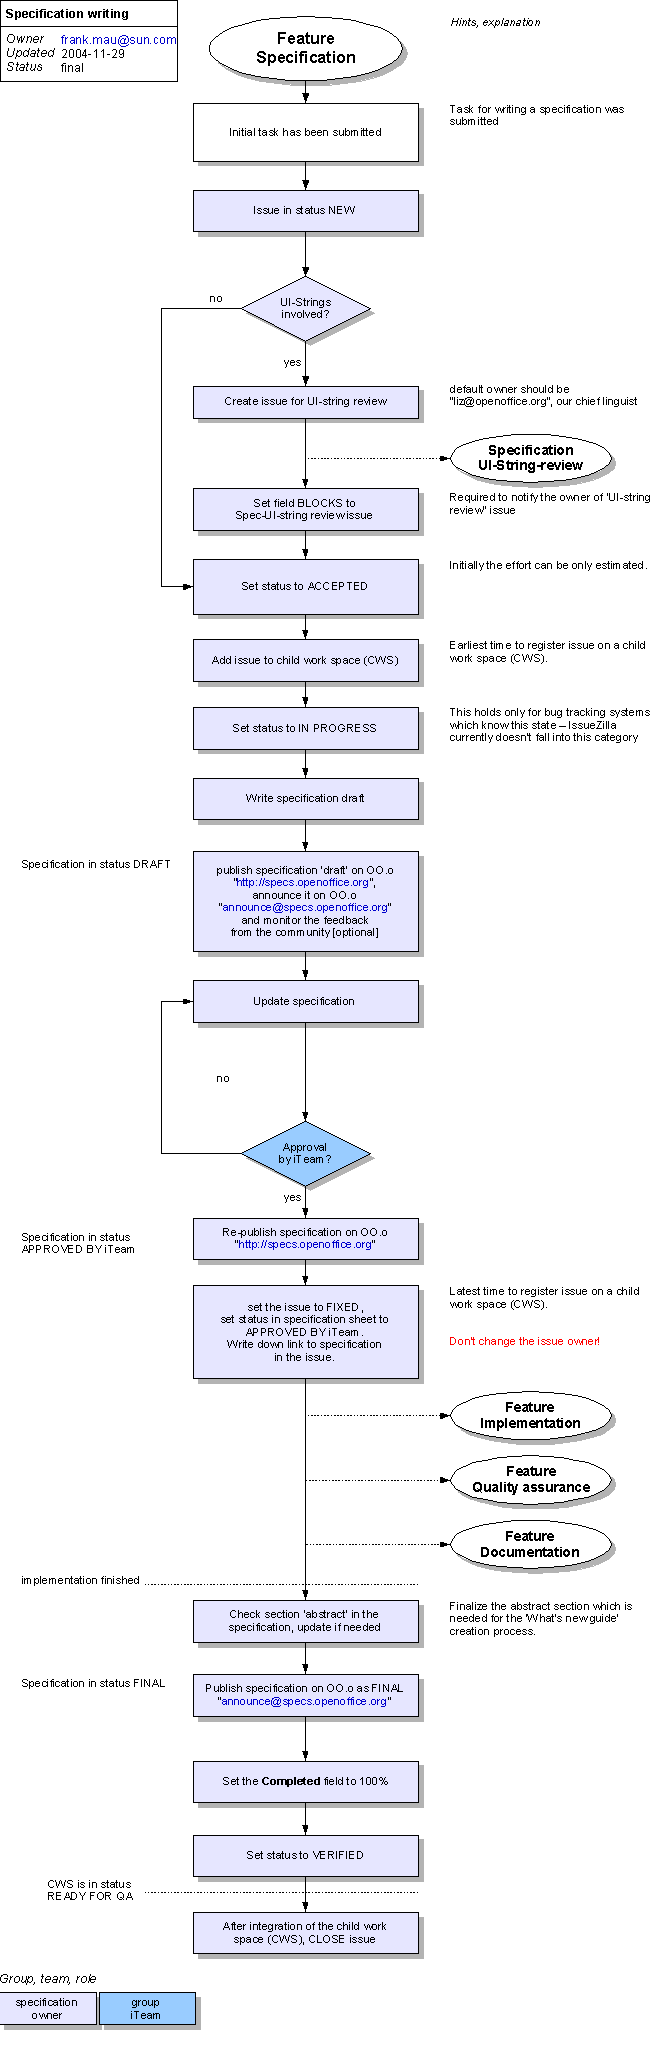 Specification writing
Owner frank.mau@sun.com
Updated 2004-11-29
Status final
Feature
Specification
Hints, explanation
Initial task has been submitted
Task for writing a specification was
submitted
Issue in status NEW
UI-Strings
involved?
no
yes
Create issue for UI-string review
default owner should be
"liz@openoffice.org", our chief linguist
Specification
UI-String-review
Set field BLOCKS to
Spec-UI-string review issue
Required to notify the owner of 'UI-string
review" issue
Set status to ACCEPTED
Initially the effort can be only estimated.
Add issue to child work space (CWS)
Earliest time to register issue on a child
work space (CWS).
Set status to IN PROGRESS
This holds only for bug tracking systems
which know this state – IssueZilla
currently doesn't fall into this category
Write specification draft
Specification in status DRAFT
publish specification 'draft' on OO.o
"http://specs.openoffice.org",
announce it on OO.o
"announce@specs.openoffice.org"
and monitor the feedback
from the community [optional]
Update specification
no
Approval
by iTeam?
yes
Specification in status
APPROVED BY iTeam
Re-publish specification on OO.o
"http://specs.openoffice.org"
set the issue to FIXED,
set status in specification sheet to
APPROVED BY iTeam.
Write down link to specification
in the issue.
Latest time to register issue on a child
work space (CWS).
Don't change the issue owner!
Feature
Implementation
Feature
Quality assurance
Feature
Documentation
implementation finished
Check section 'abstract' in the
specification, update if needed
Finalize the abstract section which is
needed for the 'What's new guide'
creation process.
Specification in status FINAL
Publish specification on OO.o as FINAL
"announce@specs.openoffice.org"
Set the Completed field to 100%
Set status to VERIFIED
CWS is in status
READY FOR QA
After integration of the child work
space (CWS), CLOSE issue
Group, team, role
specification
owner
group
iTeam